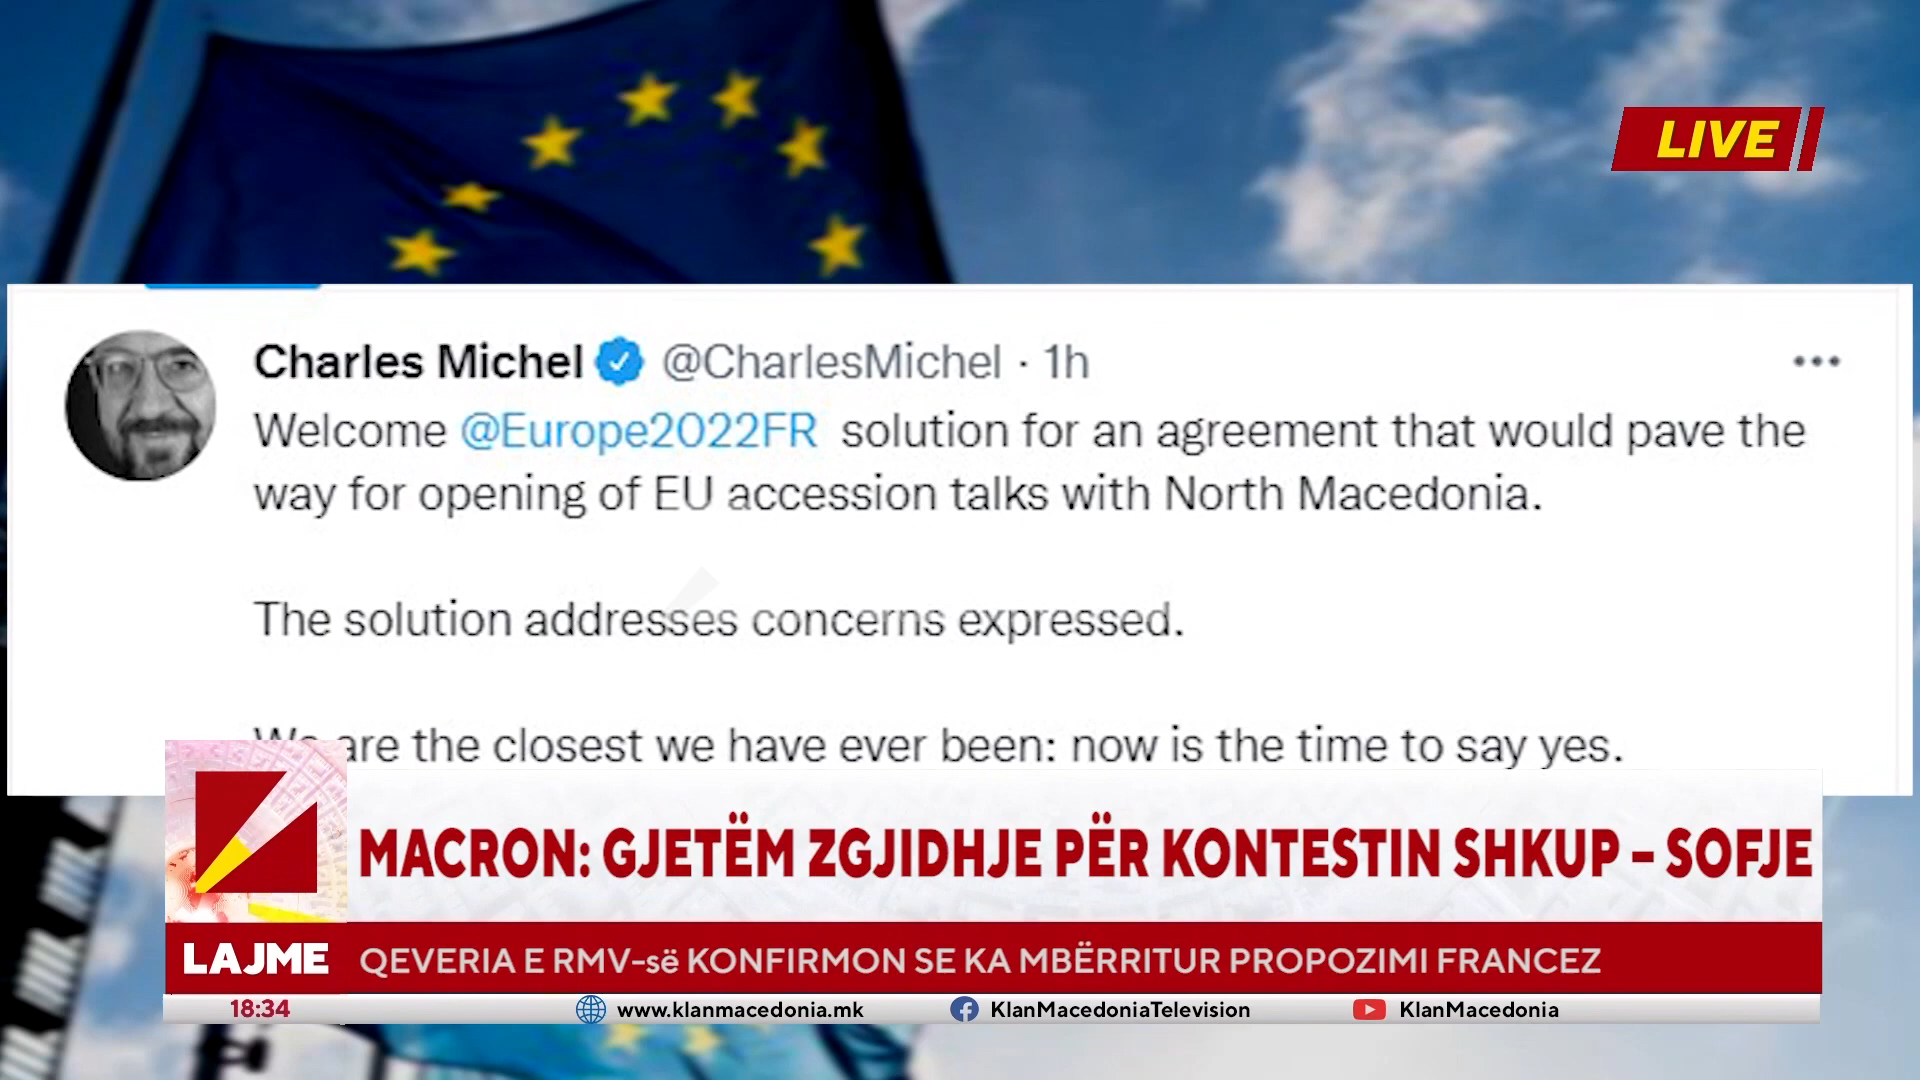 LIVE
Charles Michel @CharlesMichel · 1h
Welcome @Europe2022FR solution for an agreement that would pave the
way for opening of EU accession talks with North Macedonia.
The solution addresses concerns expressed.
We are the closest we have ever been: now is the time to say yes.
MACRON: GJETËM ZGJIDHJE PËR KONTESTIN SHKUP – SOFJE
LAJME
QEVERIA E RMV-së KONFIRMON SE KA MBËRRITUR PROPOZIMI FRANCEZ
18:34
www.klanmacedonia.mk
KlanMacedoniaTelevision
KlanMacedonia